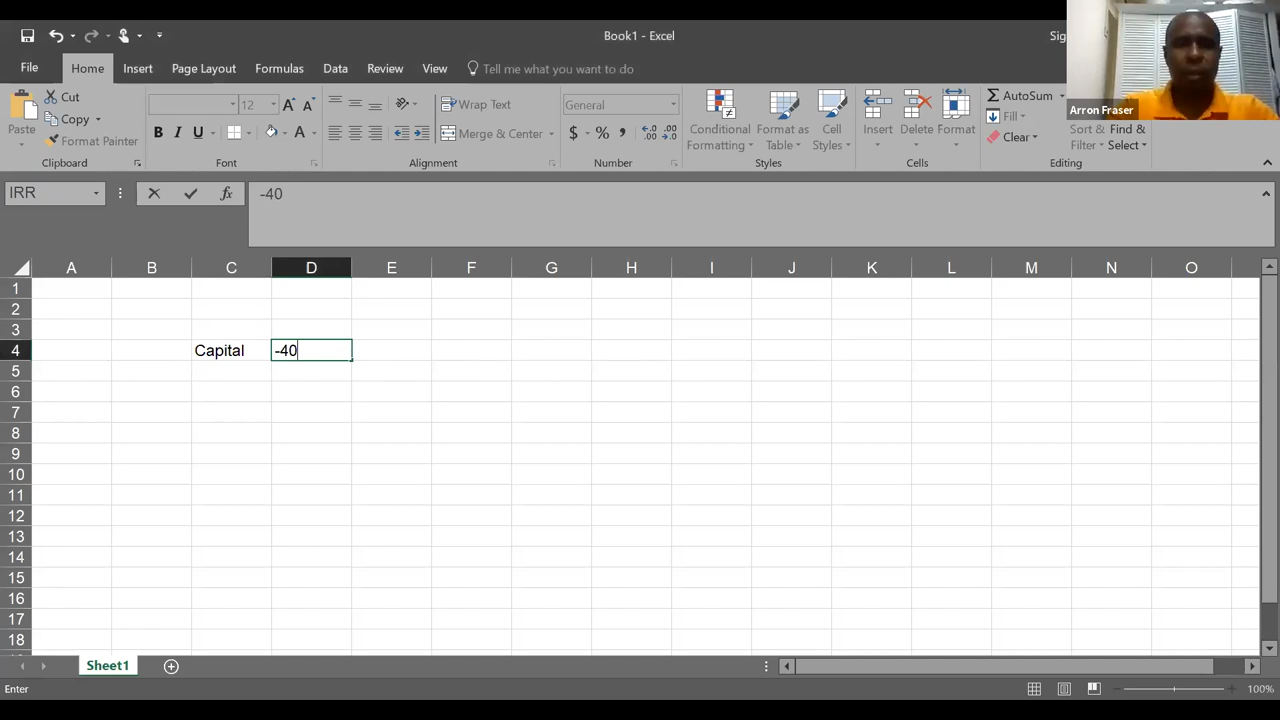 Book1 - Excel
Sig
File
Home
Insert
Page Layout
Formulas
Data
Review
View
Tell me what you want to do
Arron Fraser
Paste
Cut
Copy
Format Painter
Clipboard
12
B I U
A A
A
Font
Wrap Text
Merge & Center
Alignment
General
$ % ,
.0 .00
.00 .0
Number
Conditional Formatting
Format as Table
Cell Styles
Styles
Insert
Delete
Format
Cells
AutoSum
Fill
Clear
Sort & Filter
Find & Select
Editing
IRR
fx
-40
A B C D E F G H I J K L M N O
1
2
3
4 Capital -40
5
6
7
8
9
10
11
12
13
14
15
16
17
18
Sheet1
Enter
100%